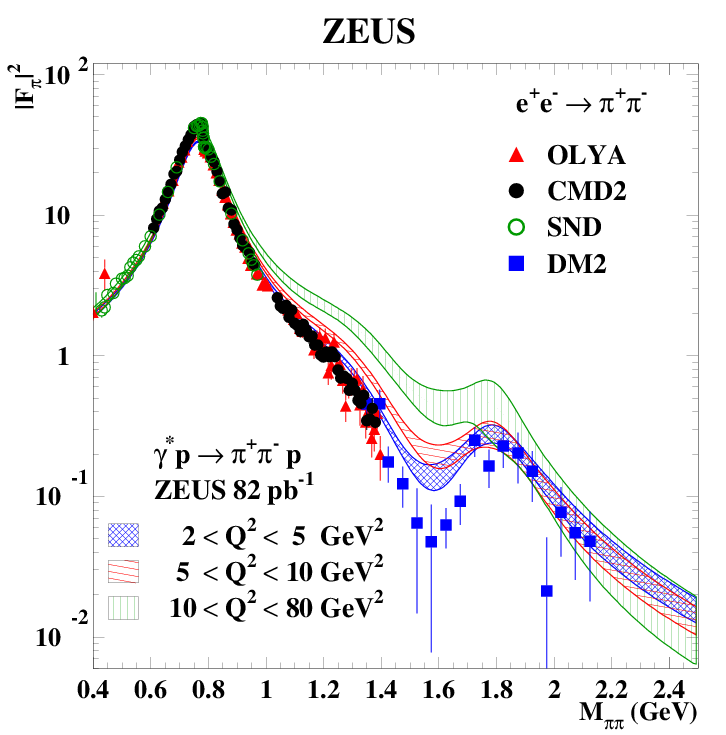 ZEUS
|Fπ|²
10²
10
1
10⁻¹
10⁻²
e⁺e⁻ → π⁺π⁻
OLYA
CMD2
SND
DM2
γ*p → π⁺π⁻ p
ZEUS 82 pb⁻¹
2 < Q² < 5 GeV²
5 < Q² < 10 GeV²
10 < Q² < 80 GeV²
0.4 0.6 0.8 1 1.2 1.4 1.6 1.8 2 2.2 2.4
Mππ (GeV)